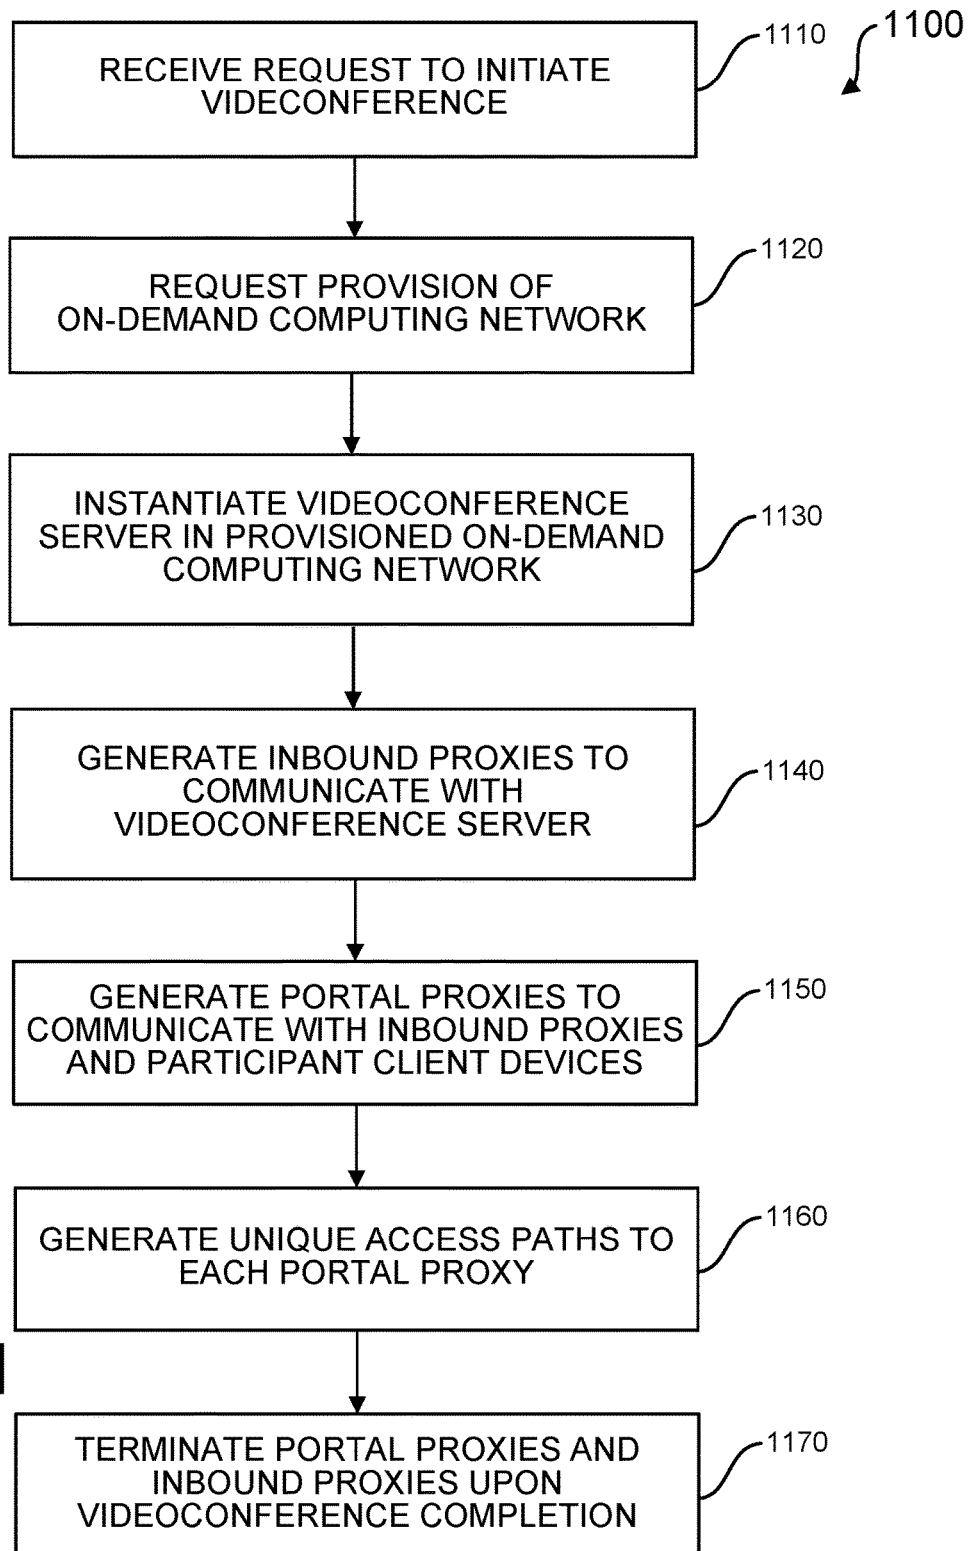 1100
RECEIVE REQUEST TO INITIATE
VIDECONFERENCE
1110
REQUEST PROVISION OF
ON-DEMAND COMPUTING NETWORK
1120
INSTANTIATE VIDEOCONFERENCE
SERVER IN PROVISIONED ON-DEMAND
COMPUTING NETWORK
1130
GENERATE INBOUND PROXIES TO
COMMUNICATE WITH
VIDEOCONFERENCE SERVER
1140
GENERATE PORTAL PROXIES TO
COMMUNICATE WITH INBOUND PROXIES
AND PARTICIPANT CLIENT DEVICES
1150
GENERATE UNIQUE ACCESS PATHS TO
EACH PORTAL PROXY
1160
TERMINATE PORTAL PROXIES AND
INBOUND PROXIES UPON
VIDEOCONFERENCE COMPLETION
1170